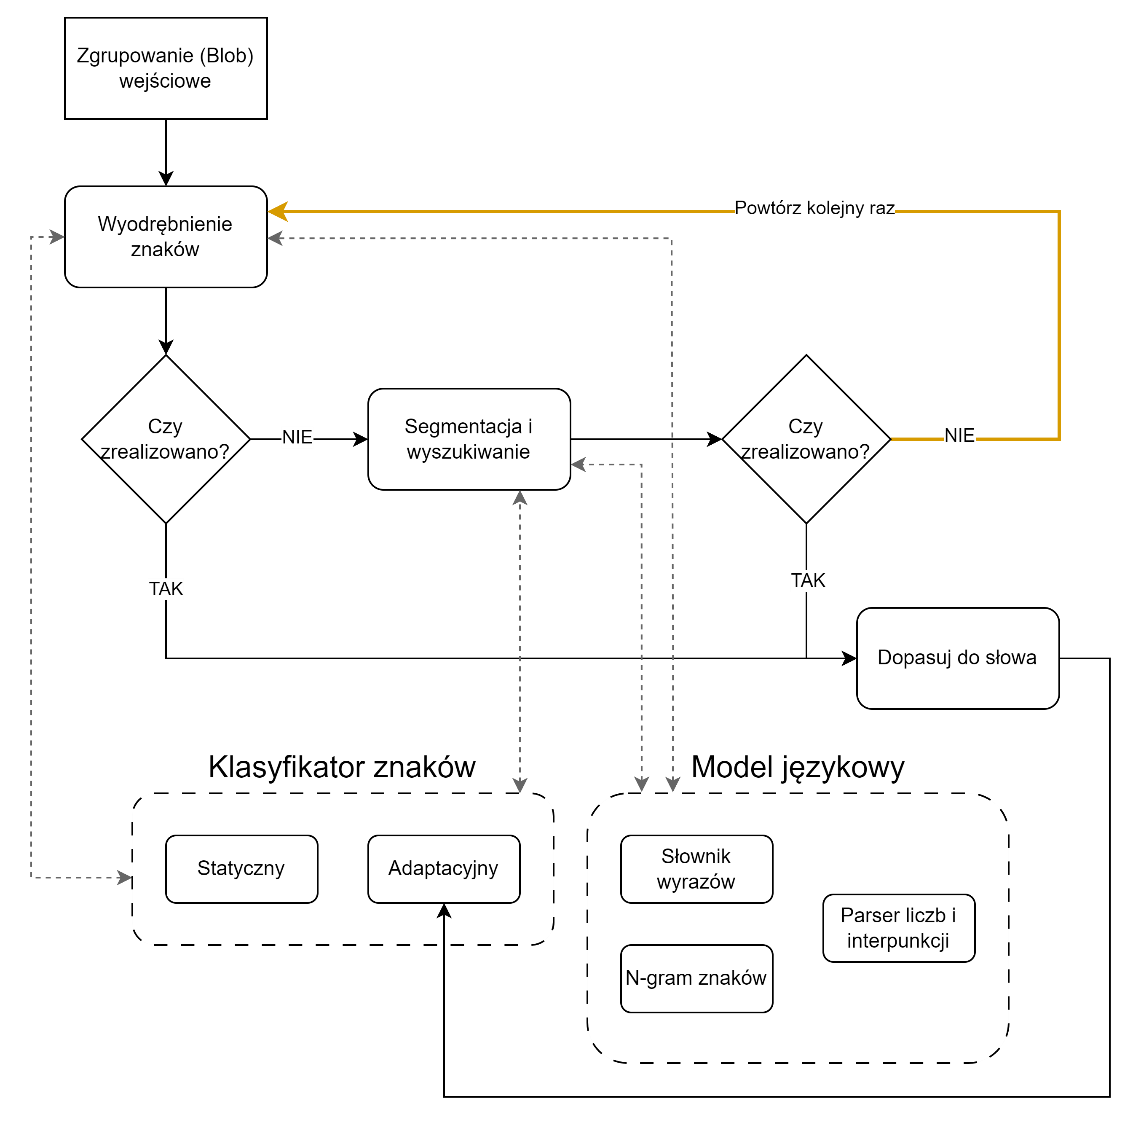 Zgrupowanie (Blob)
wejściowe
Wyodrębnienie
znaków
Powtórz kolejny raz
Czy
zrealizowano?
NIE
Segmentacja i
wyszukiwanie
Czy
zrealizowano?
NIE
TAK
TAK
Dopasuj do słowa
Klasyfikator znaków
Model językowy
Statyczny
Adaptacyjny
Słownik
wyrazów
Parser liczb i
interpunkcji
N-gram znaków